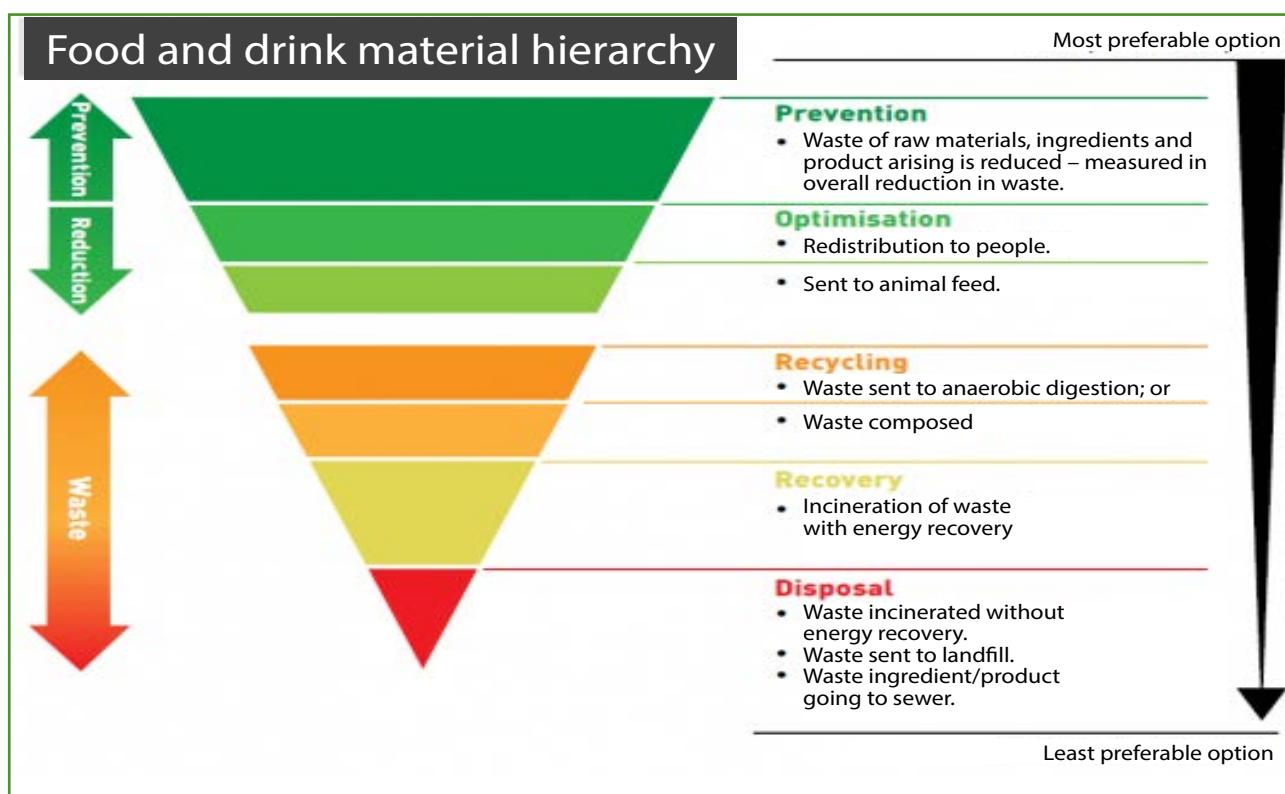 Food and drink material hierarchy
Most preferable option
Prevention
Reduction
Waste
Prevention
• Waste of raw materials, ingredients and
product arising is reduced – measured in
overall reduction in waste.
Optimisation
• Redistribution to people.
• Sent to animal feed.
Recycling
• Waste sent to anaerobic digestion; or
• Waste composed
Recovery
• Incineration of waste
with energy recovery
Disposal
• Waste incinerated without
energy recovery.
• Waste sent to landfill.
• Waste ingredient/product
going to sewer.
Least preferable option